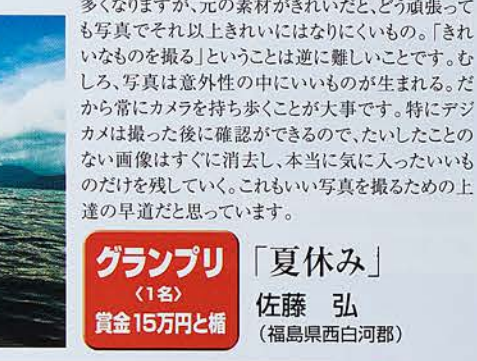 多くなりますが、元の素材がきれいだと、どう頑張って
も写真でそれ以上きれいにはなりにくいもの。「きれ
いなものを撮る」ということは逆に難しいことです。む
しろ、写真は意外性の中にいいものが生まれる。だ
から常にカメラを持ち歩くことが大事です。特にデジ
カメは撮った後に確認ができるので、たいしたことの
ない画像はすぐに消去し、本当に気に入ったいいも
のだけを残していく。これもいい写真を撮るための上
達の早道だと思っています。
グランプリ
〈1名〉
賞金15万円と楯
「夏休み」
佐藤 弘
（福島県西白河郡）